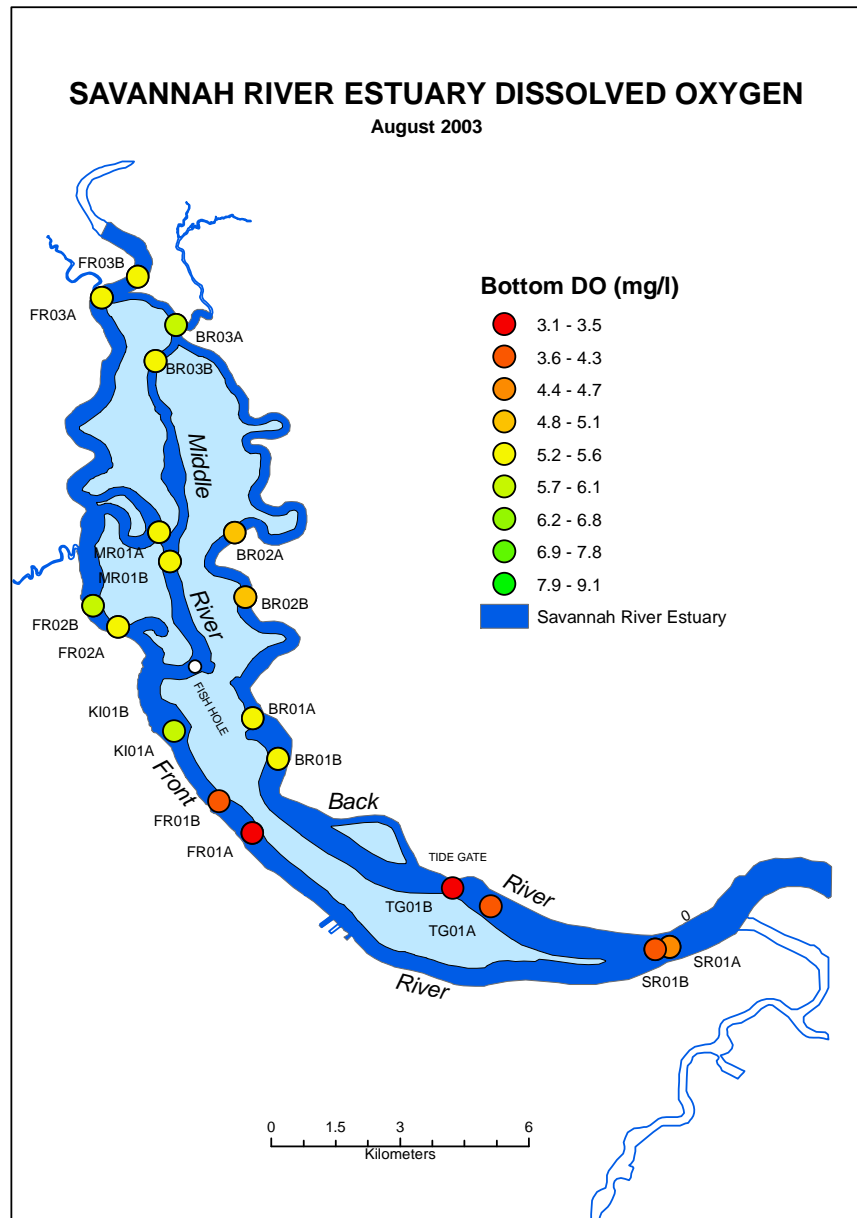 SAVANNAH RIVER ESTUARY DISSOLVED OXYGEN
August 2003
FR03B
FR03A
BR03A
BR03B
Middle
River
MR01A
MR01B
BR02A
BR02B
FR02B
FR02A
FISH HOLE
KI01B
KI01A
BR01A
BR01B
Front
River
FR01B
FR01A
Back
River
TIDE GATE
TG01B
TG01A
0
SR01A
SR01B
Bottom DO (mg/l)
3.1 - 3.5
3.6 - 4.3
4.4 - 4.7
4.8 - 5.1
5.2 - 5.6
5.7 - 6.1
6.2 - 6.8
6.9 - 7.8
7.9 - 9.1
Savannah River Estuary
0 1.5 3 6
Kilometers